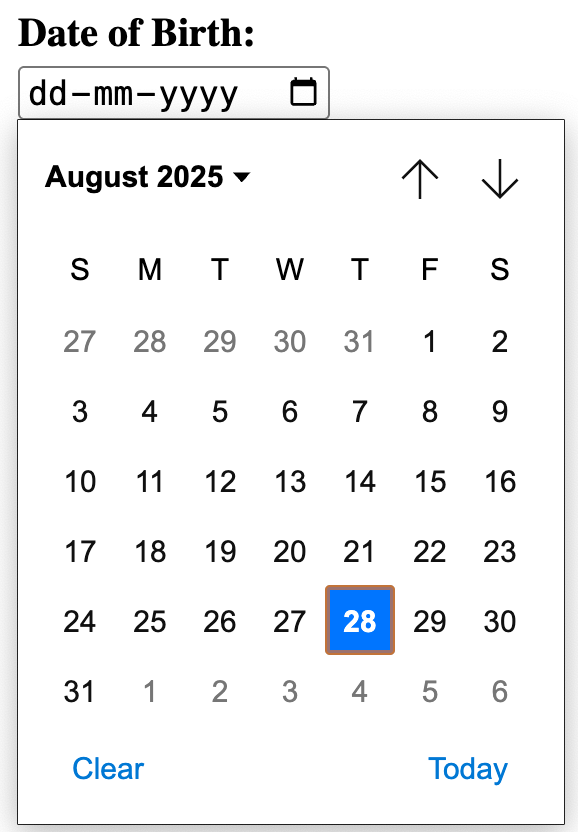 Date of Birth:
dd-mm-yyyy
August 2025
S M T W T F S
27 28 29 30 31 1 2
3 4 5 6 7 8 9
10 11 12 13 14 15 16
17 18 19 20 21 22 23
24 25 26 27 28 29 30
31 1 2 3 4 5 6
Clear Today